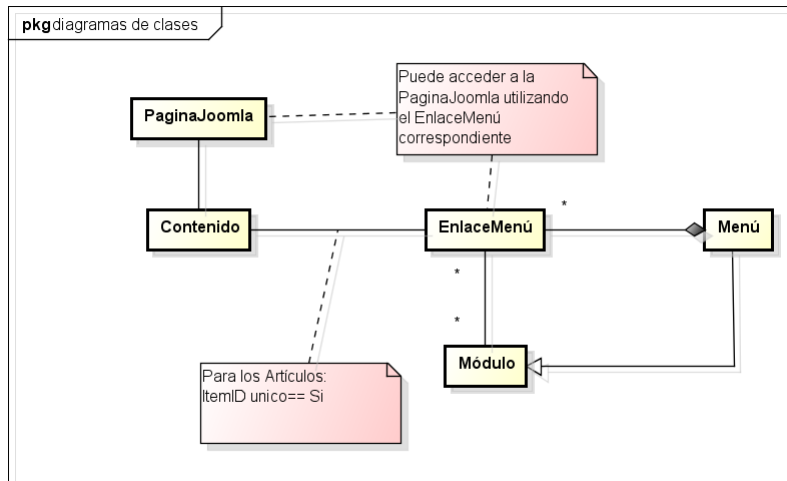 pkg diagramas de clases
Puede acceder a la
PaginaJoomla utilizando
el EnlaceMenú
correspondiente
PaginaJoomla
Contenido
EnlaceMenú
*
Menú
*
*
Módulo
Para los Artículos:
ItemID unico== Si